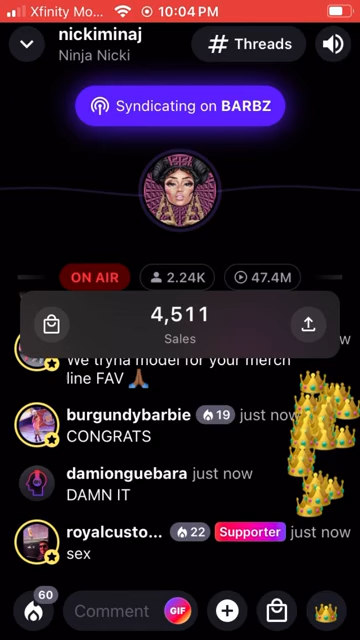 Xfinity Mo...
10:04 PM
nickiminaj
Ninja Nicki
# Threads
Syndicating on BARBZ
ON AIR
2.24K
47.4M
4,511
Sales
We tryna model for your merch
line FAV 🙏🏾
burgundybarbie 19 just now
CONGRATS
damionguebara just now
DAMN IT
royalcusto... 22 Supporter just now
sex
60
Comment
GIF